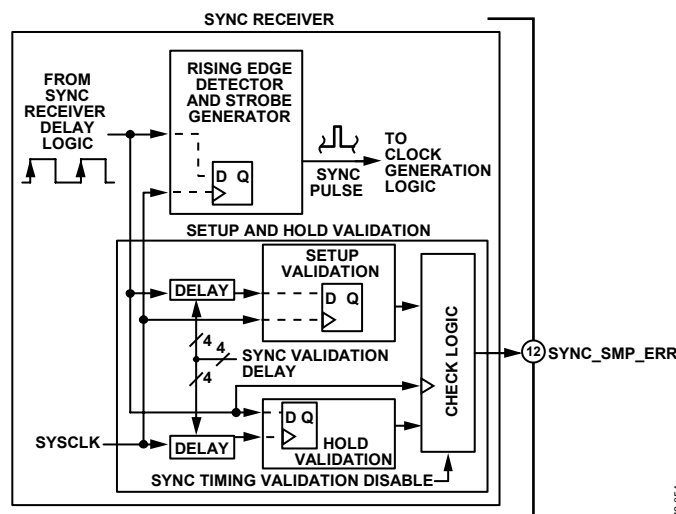 SYNC RECEIVER
FROM
SYNC
RECEIVER
DELAY
LOGIC
RISING EDGE
DETECTOR
AND STROBE
GENERATOR
D Q
SYNC
PULSE
TO
CLOCK
GENERATION
LOGIC
SETUP AND HOLD VALIDATION
DELAY
SETUP
VALIDATION
D Q
4
4
4
SYNC VALIDATION
DELAY
CHECK LOGIC
12 SYNC_SMP_ERR
SYSCLK
DELAY
D Q
HOLD
VALIDATION
SYNC TIMING VALIDATION DISABLE